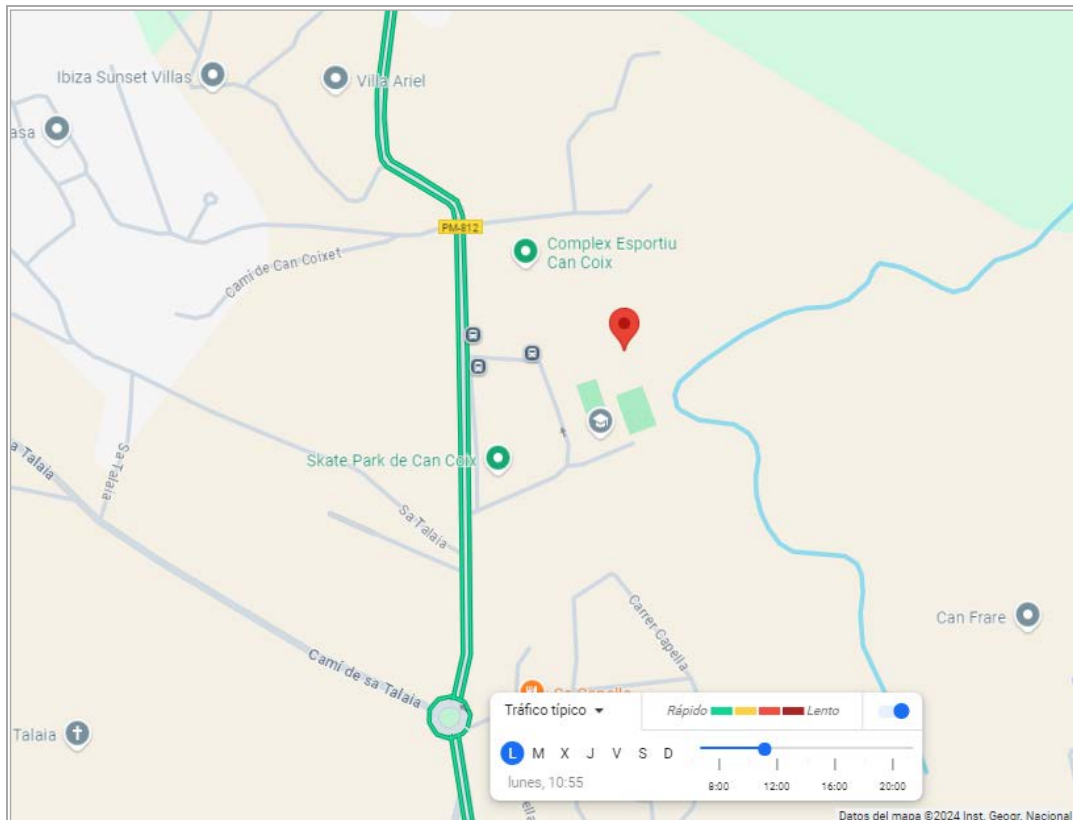 Ibiza Sunset Villas
Villa Ariel
asa
PM-812
Complex Esportiu
Can Coix
Camí de Can Coixet
Skate Park de Can Coix
a Talaia
Sa Talaia
Sa Talaia
Carrer Capella
Can Frare
Camí de sa Talaia
Talaia
Tráfico típico
Rápido
Lento
L M X J V S D
lunes, 10:55
8:00 12:00 16:00 20:00
Datos del mapa ©2024 Inst. Geogr. Nacional